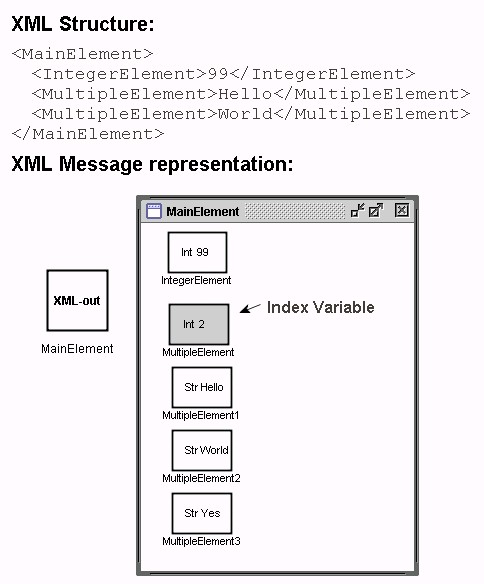 XML Structure:
<MainElement>
<IntegerElement>99</IntegerElement>
<MultipleElement>Hello</MultipleElement>
<MultipleElement>World</MultipleElement>
</MainElement>
XML Message representation:
MainElement
Int 99
IntegerElement
XML-out
MainElement
Index Variable
Int 2
MultipleElement
Str Hello
MultipleElement1
Str World
MultipleElement2
Str Yes
MultipleElement3